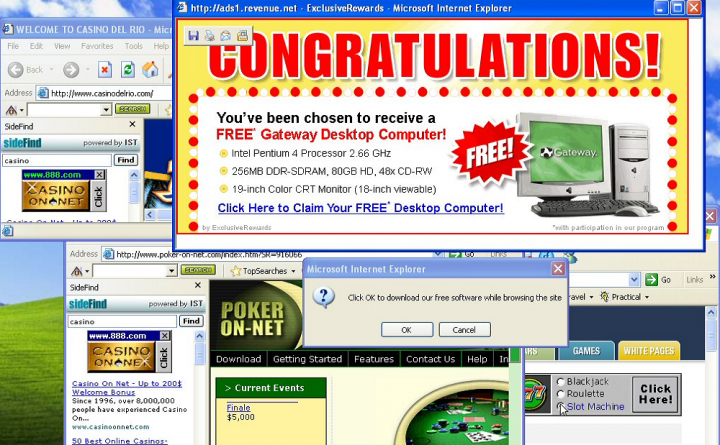 http://ads1.revenue.net - ExclusiveRewards - Microsoft Internet Explorer
CONGRATULATIONS!
You've been chosen to receive a
FREE* Gateway Desktop Computer!
Intel Pentium 4 Processor 2.66 GHz
256MB DDR-SDRAM, 80GB HD, 48x CD-RW
19-inch Color CRT Monitor (18-inch viewable)
Click Here to Claim Your FREE* Desktop Computer!
FREE!
Gateway.
by ExclusiveRewards
*with participation in our program
WELCOME TO CASINO DEL RIO - Micr
File Edit View Favorites Tools H
Back
Address http://www.casinodelrio.com/
SEARCH
SideFind
sideFind powered by IST
casino Find
www.888.com
CASINO
ON NET
Click
Casino On Net - Up to 200$
Address http://www.poker-on-net.com/index.htm?SR=916066
Go Links
SEARCH TopSearches
SideFind
sideFind powered by IST
casino Find
www.888.com
CASINO
ON NET
Click
Casino On Net - Up to 200$
Welcome Bonus
Since 1996, over 8,000,000
people have experienced Casino
On...
www.casinoonnet.com
50 Best Online Casinos-
Microsoft Internet Explorer
Click OK to download our free software while browsing the site
OK Cancel
POKER
ON-NET
Download Getting Started Features Contact Us Help In
> Current Events
Finale
$5,000
Go Links
ravel Practical
RS GAMES WHITE PAGES
Blackjack
Roulette
Slot Machine
Click
Here!